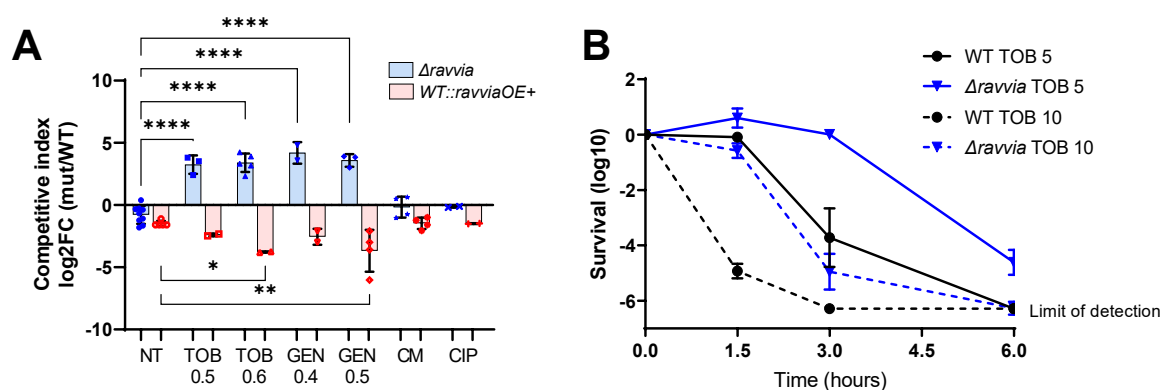 A
****
****
****
****
Δravvia
WT::ravviaOE+
Competitive index
log2FC (mut/WT)
10
5
0
-5
-10
*
**
NT TOB TOB GEN GEN CM CIP
0.5 0.6 0.4 0.5
B
WT TOB 5
Δravvia TOB 5
WT TOB 10
Δravvia TOB 10
Survival (log10)
2
0
-2
-4
-6
Limit of detection
0.0 1.5 3.0 4.5 6.0
Time (hours)